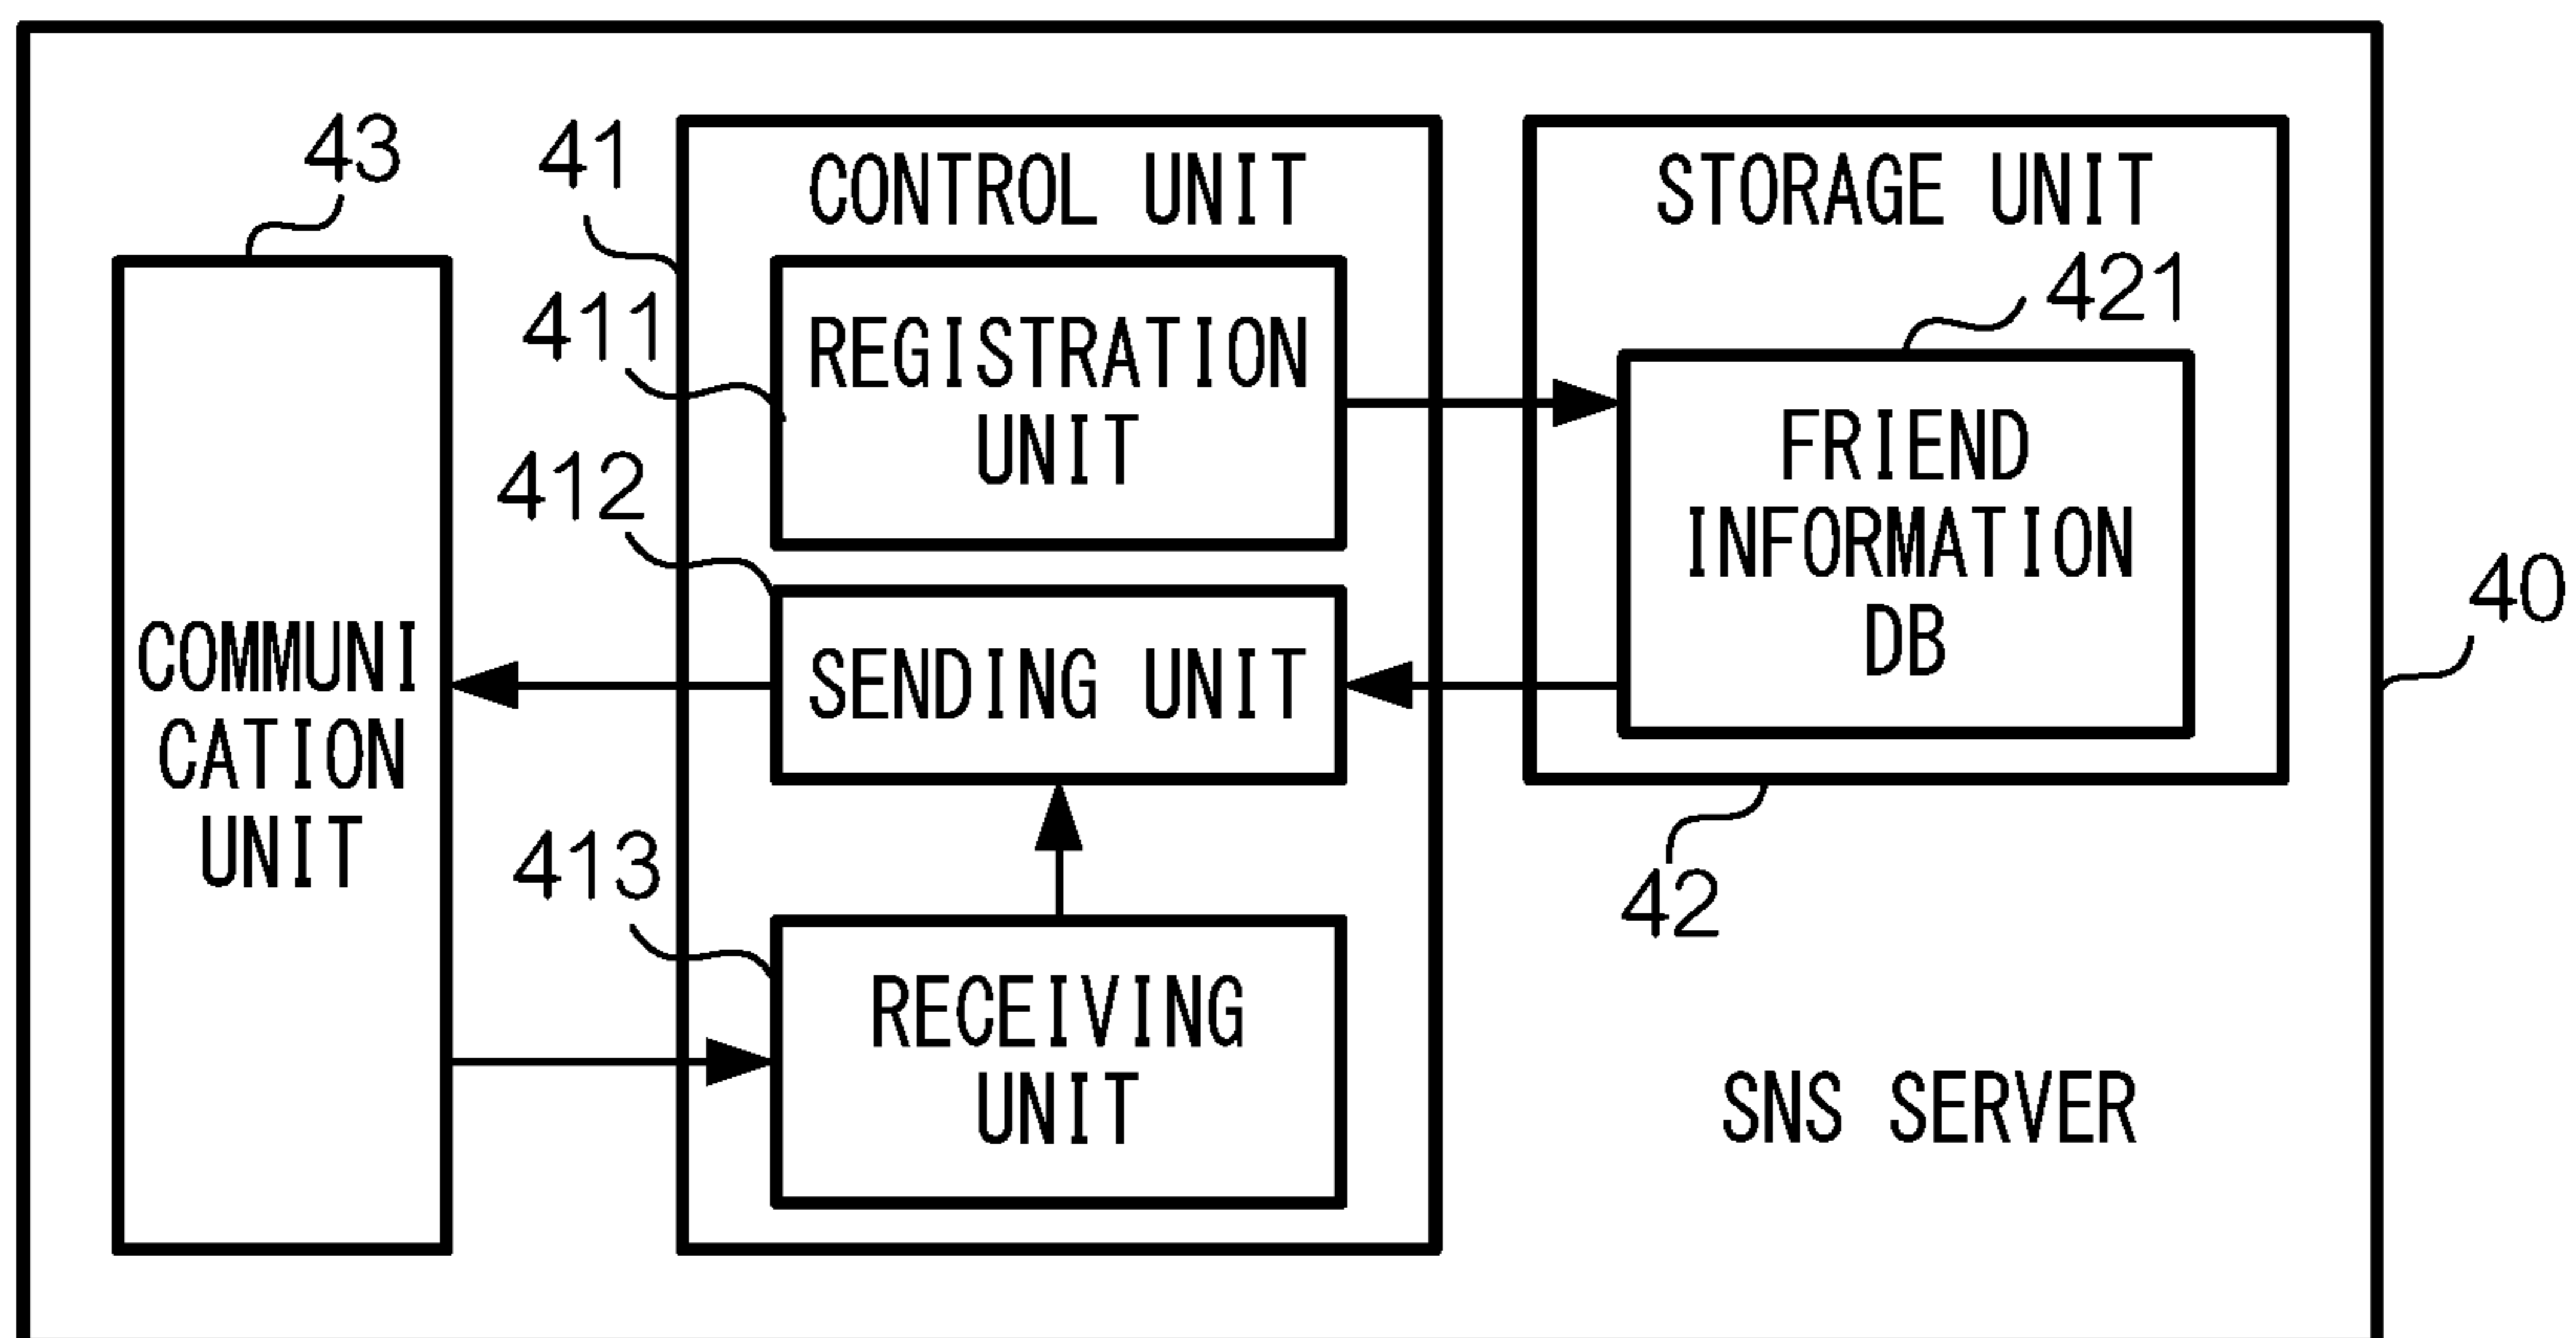 43
41
CONTROL UNIT
STORAGE UNIT
411
REGISTRATION
UNIT
421
FRIEND
INFORMATION
DB
412
SENDING UNIT
40
COMMUNI
CATION
UNIT
413
RECEIVING
UNIT
42
SNS SERVER